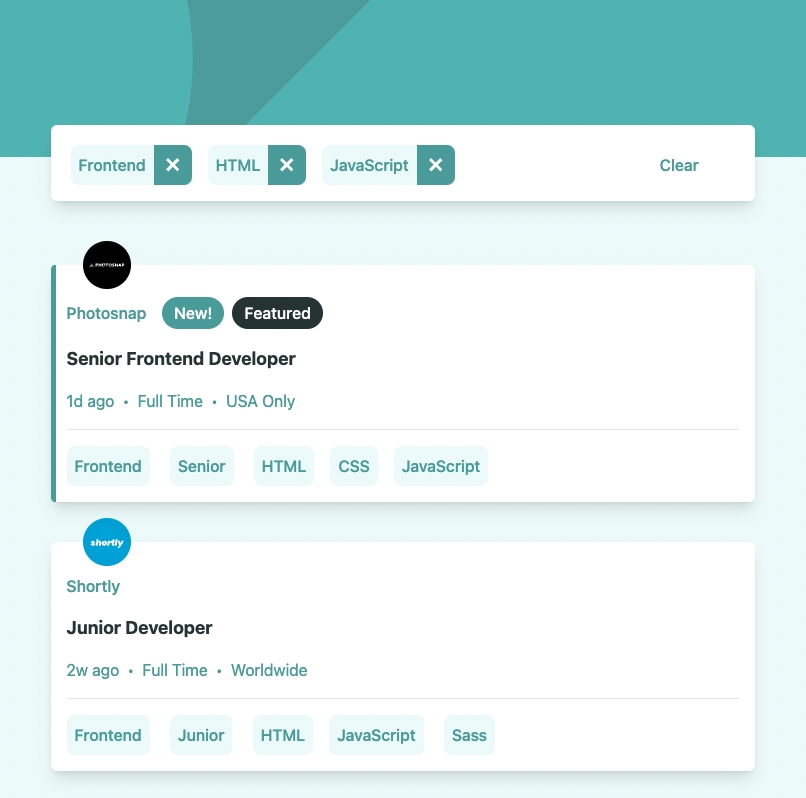 Frontend ✕ HTML ✕ JavaScript ✕ Clear
PHOTOSNAP
Photosnap New! Featured
Senior Frontend Developer
1d ago • Full Time • USA Only
Frontend Senior HTML CSS JavaScript
shortly
Shortly
Junior Developer
2w ago • Full Time • Worldwide
Frontend Junior HTML JavaScript Sass